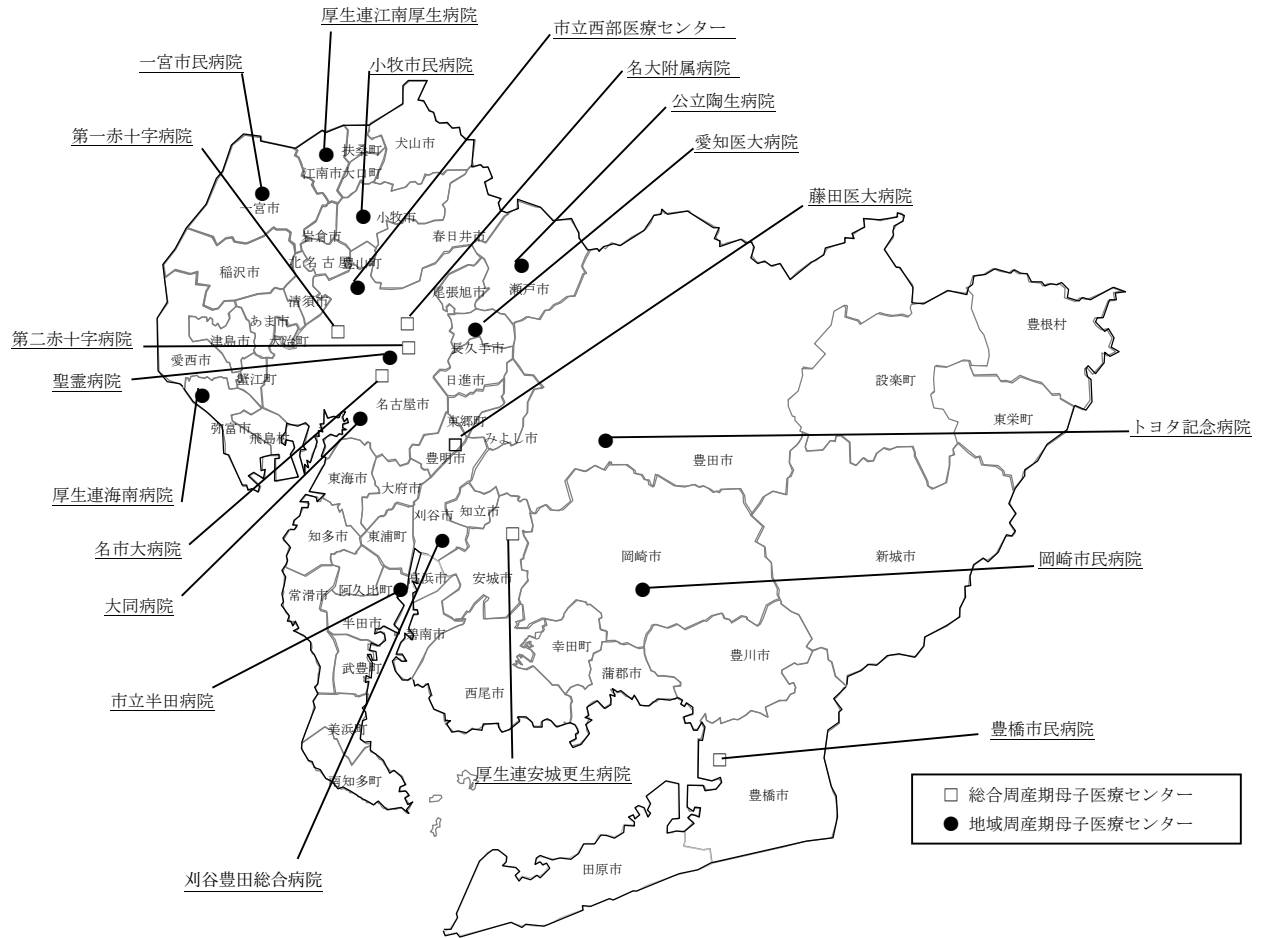 厚生連江南厚生病院
市立西部医療センター
一宮市民病院
小牧市民病院
名大附属病院
公立陶生病院
第一赤十字病院
愛知医大病院
藤田医大病院
犬山市
扶桑町
江南市
大口町
一宮市
小牧市
岩倉市
春日井市
北名古屋
豊山町
稲沢市
尾張旭市
瀬戸市
清須市
あま市
豊根村
第二赤十字病院
津島市
大治町
長久手市
愛西市
聖霊病院
蟹江町
日進市
設楽町
名古屋市
弥富市
飛島村
東郷町
みよし市
東栄町
トヨタ記念病院
豊明市
豊田市
東海市
大府市
厚生連海南病院
刈谷市
知立市
知多市
東浦町
名市大病院
岡崎市
新城市
岡崎市民病院
高浜市
安城市
常滑市
阿久比町
大同病院
半田市
碧南市
幸田町
豊川市
武豊町
蒲郡市
西尾市
市立半田病院
美浜町
豊橋市民病院
南知多町
厚生連安城更生病院
豊橋市
総合周産期母子医療センター
地域周産期母子医療センター
田原市
刈谷豊田総合病院